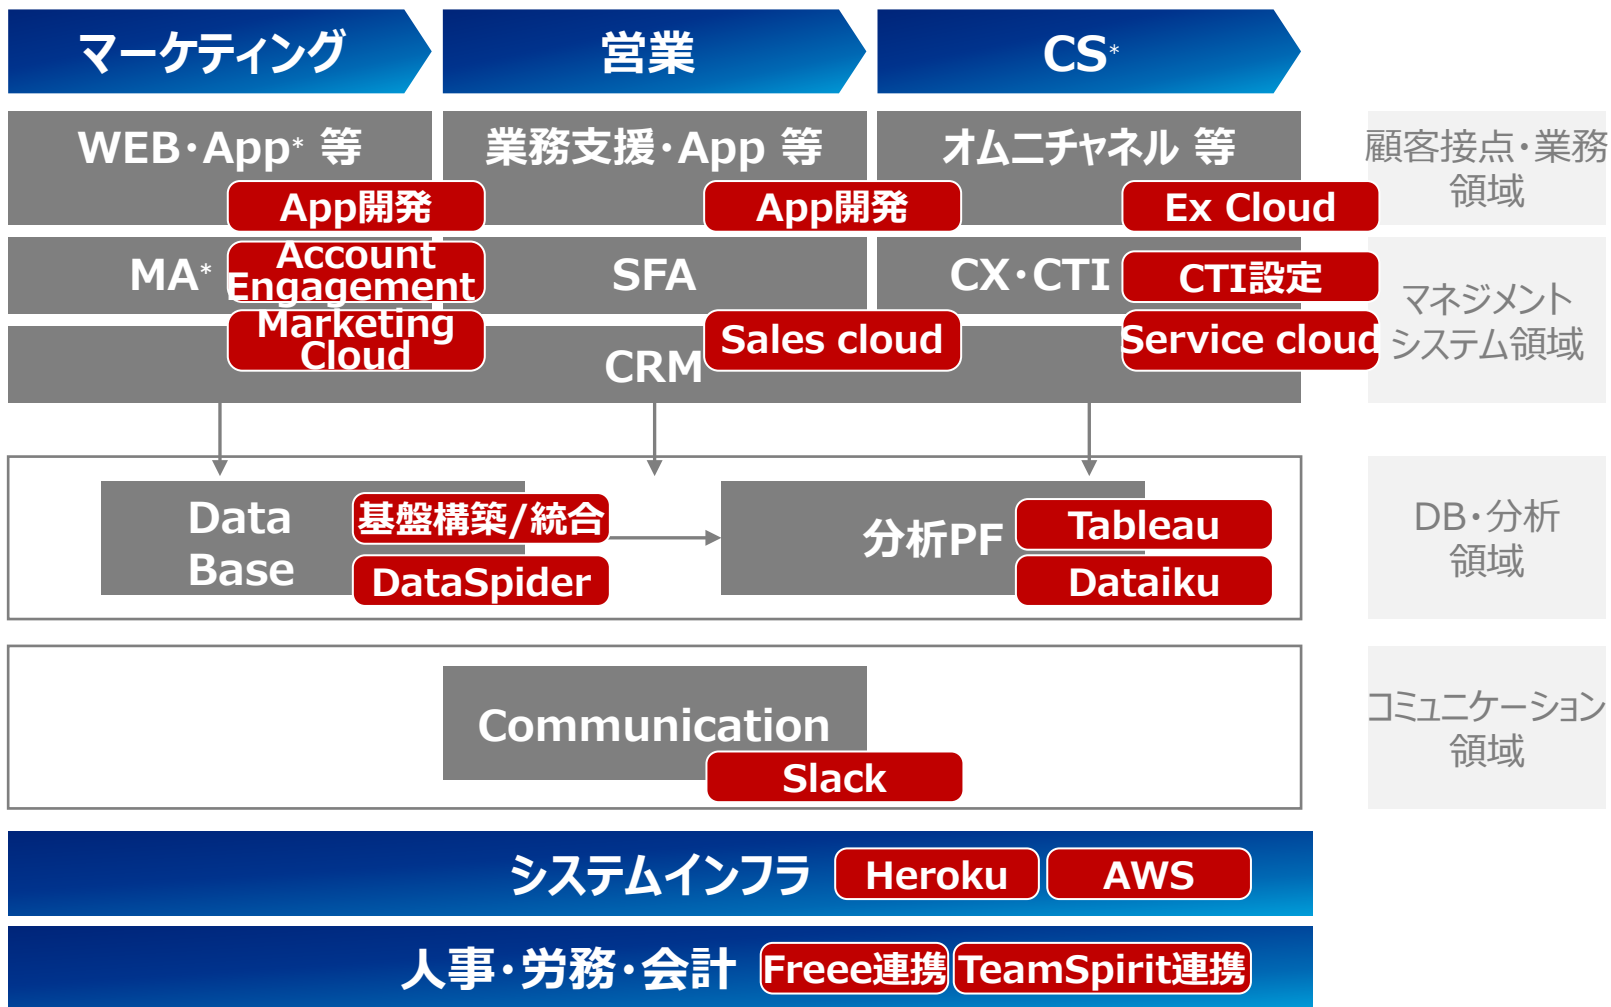 マーケティング
営業
CS*
WEB・App* 等
業務支援・App 等
オムニチャネル 等
顧客接点・業務
領域
App開発
App開発
Ex Cloud
MA*
Account
Engagement
SFA
CX・CTI
CTI設定
マネジメント
システム領域
Marketing
Cloud
Sales cloud
Service cloud
CRM
Data
Base
基盤構築/統合
DataSpider
分析PF
Tableau
Dataiku
DB・分析
領域
Communication
Slack
コミュニケーション
領域
システムインフラ
Heroku
AWS
人事・労務・会計
Freee連携
TeamSpirit連携